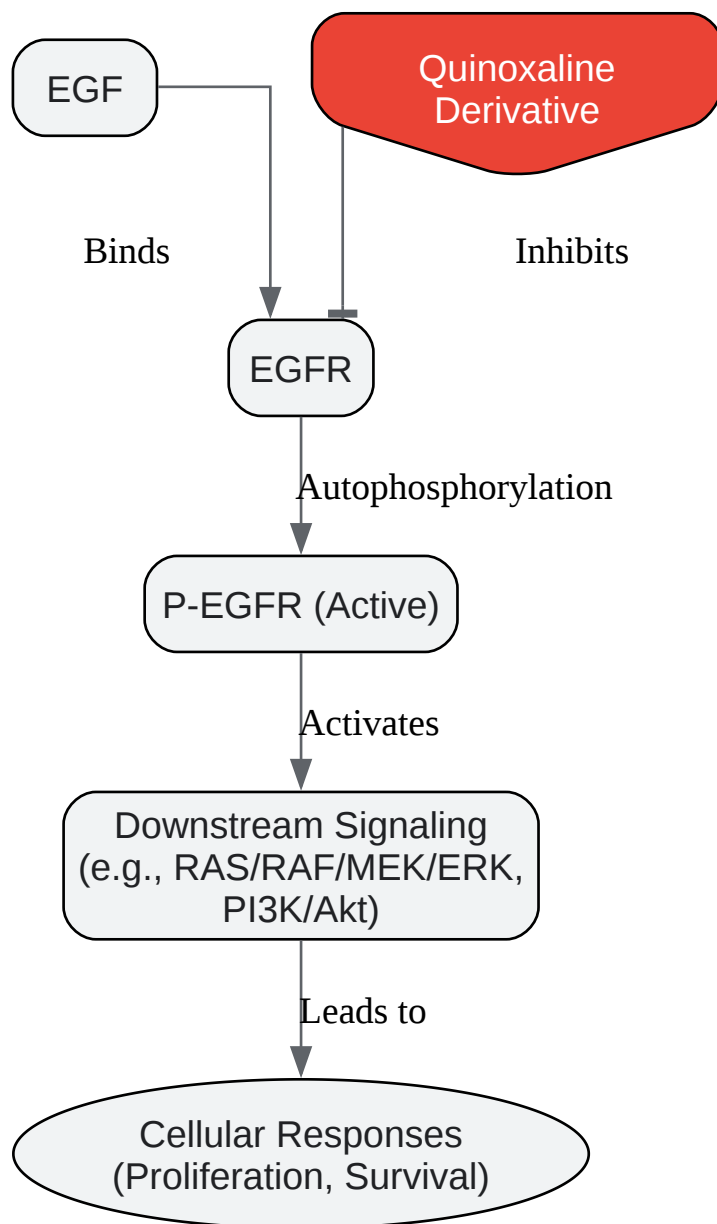 EGF
Quinoxaline
Derivative
Binds
Inhibits
EGFR
Autophosphorylation
P-EGFR (Active)
Activates
Downstream Signaling
(e.g., RAS/RAF/MEK/ERK,
PI3K/Akt)
Leads to
Cellular Responses
(Proliferation, Survival)